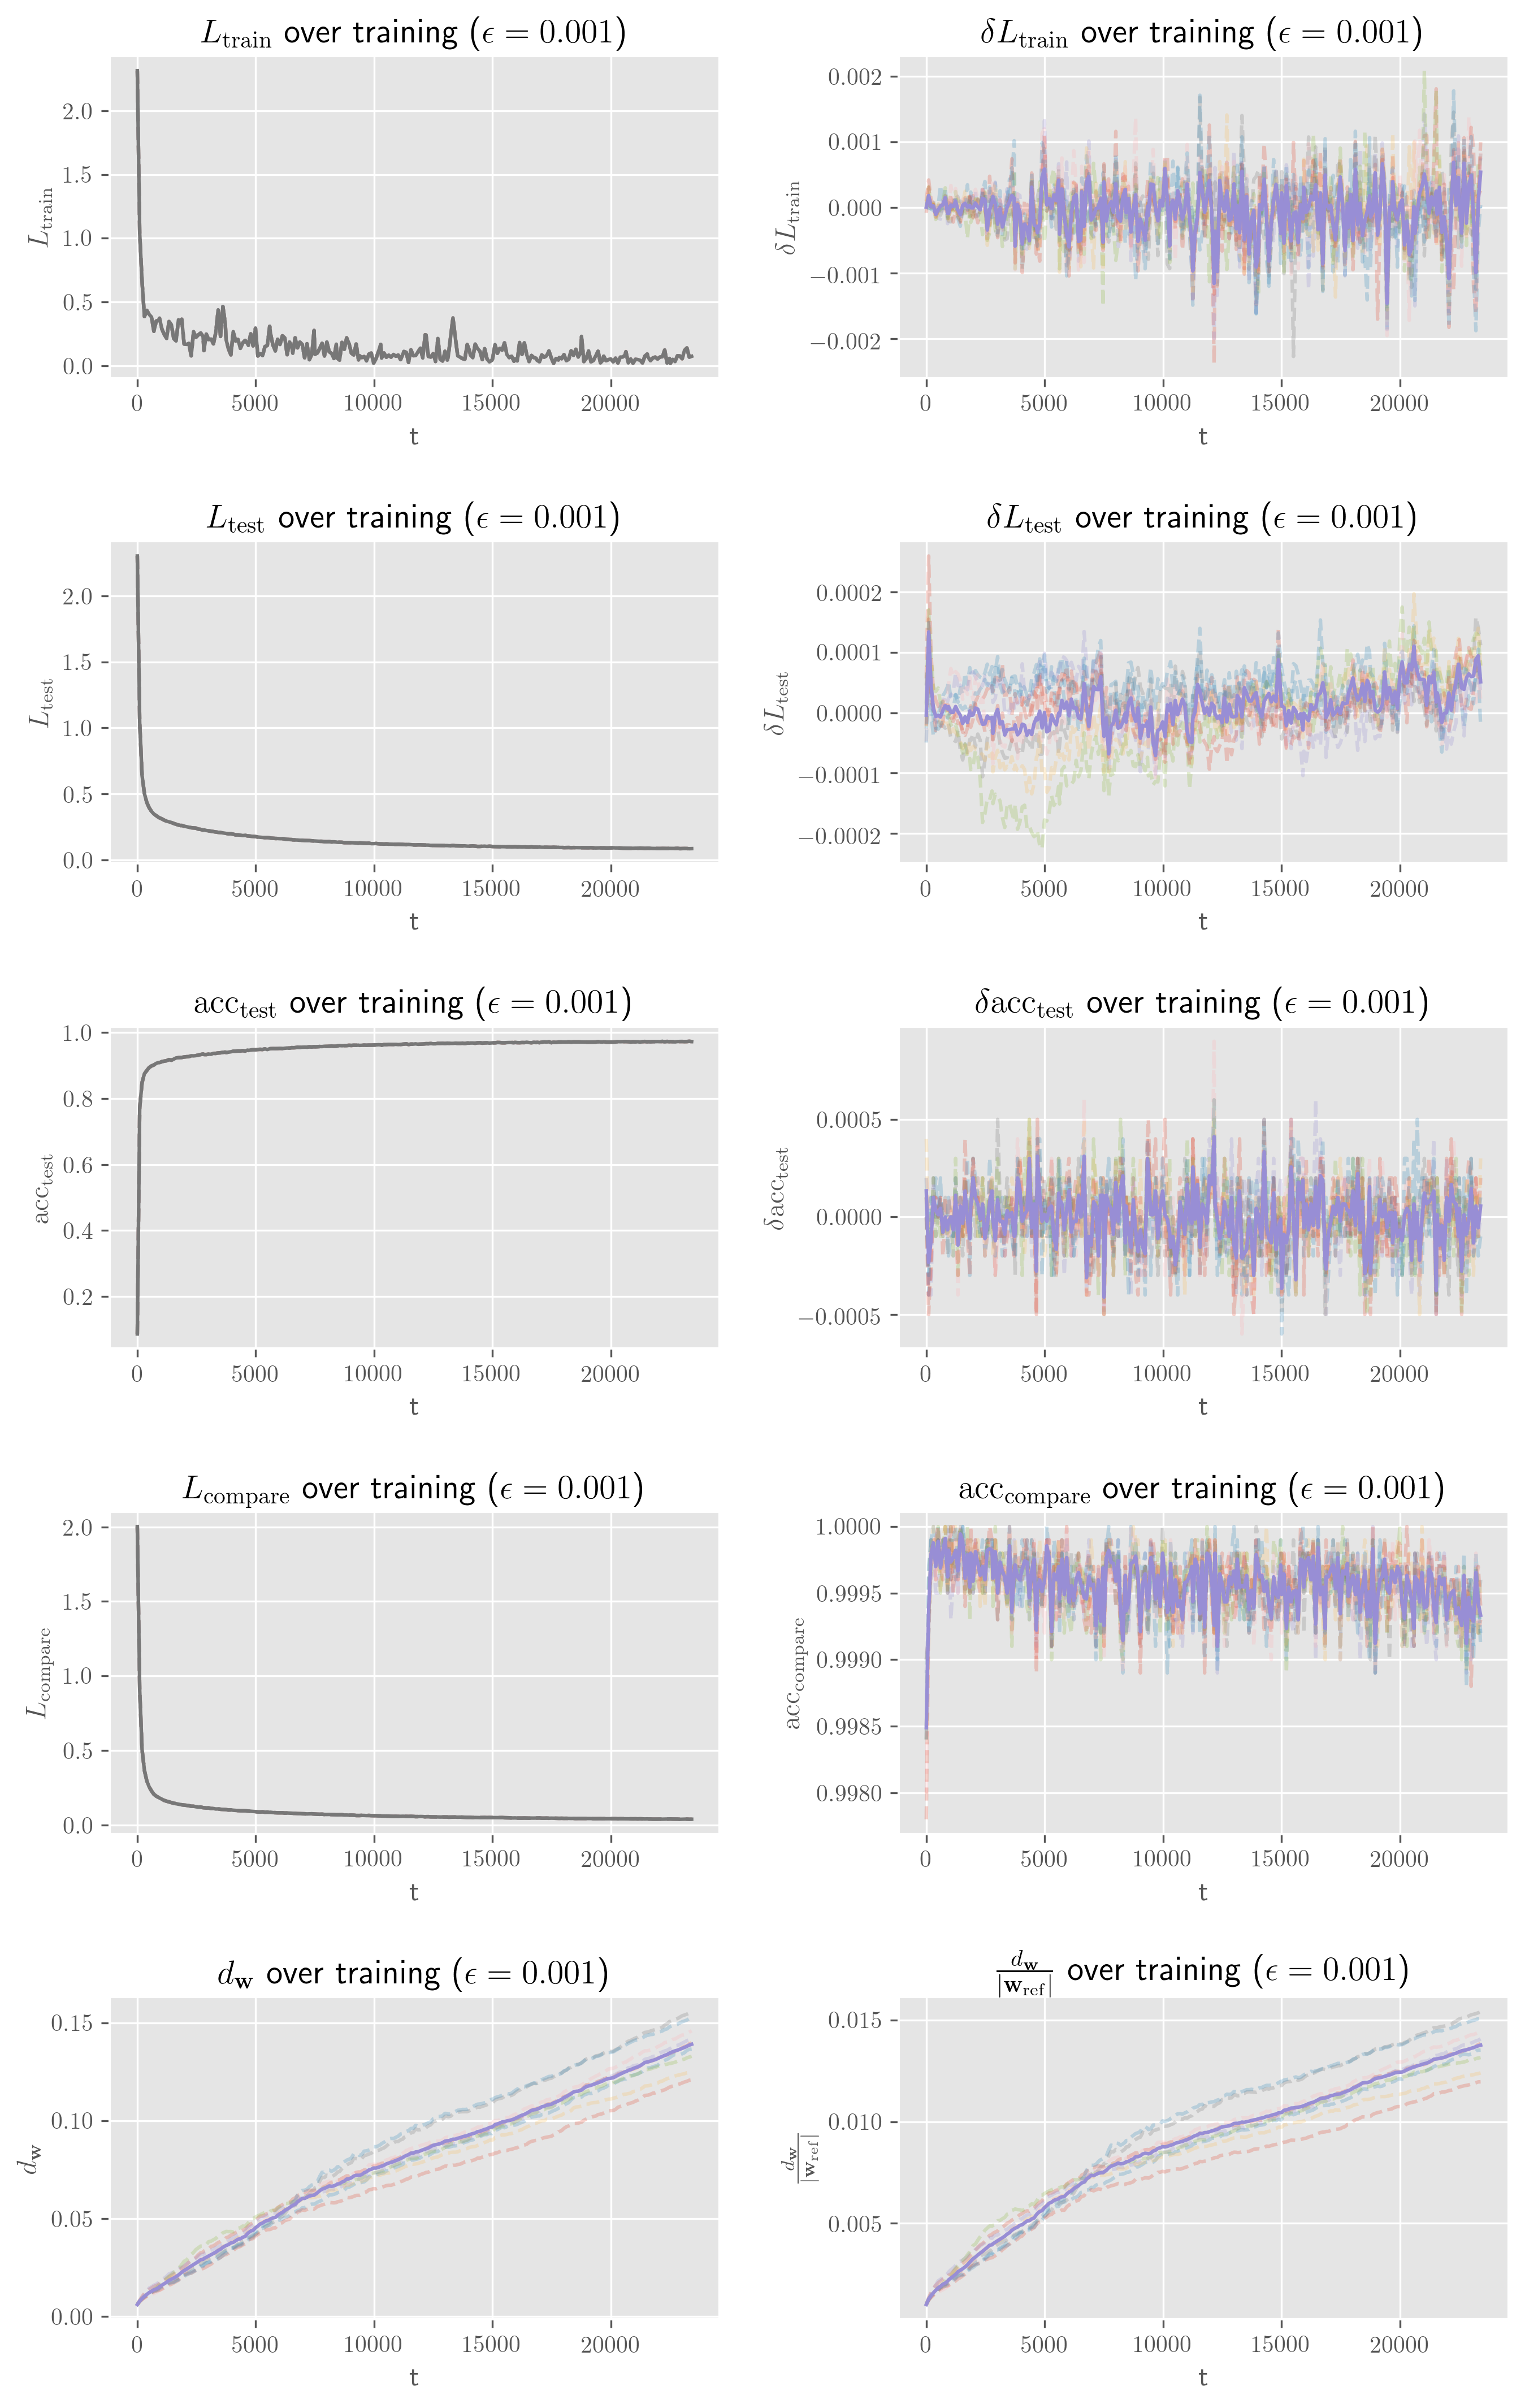 L_train over training (ϵ = 0.001)
L_train
2.0
1.5
1.0
0.5
0.0
0 5000 10000 15000 20000
t
δL_train over training (ϵ = 0.001)
δL_train
0.002
0.001
0.000
−0.001
−0.002
0 5000 10000 15000 20000
t
L_test over training (ϵ = 0.001)
L_test
2.0
1.5
1.0
0.5
0.0
0 5000 10000 15000 20000
t
δL_test over training (ϵ = 0.001)
δL_test
0.0002
0.0001
0.0000
−0.0001
−0.0002
0 5000 10000 15000 20000
t
acc_test over training (ϵ = 0.001)
acc_test
1.0
0.8
0.6
0.4
0.2
0 5000 10000 15000 20000
t
δacc_test over training (ϵ = 0.001)
δacc_test
0.0005
0.0000
−0.0005
0 5000 10000 15000 20000
t
L_compare over training (ϵ = 0.001)
L_compare
2.0
1.5
1.0
0.5
0.0
0 5000 10000 15000 20000
t
acc_compare over training (ϵ = 0.001)
acc_compare
1.0000
0.9995
0.9990
0.9985
0.9980
0 5000 10000 15000 20000
t
d_w over training (ϵ = 0.001)
d_w
0.15
0.10
0.05
0.00
0 5000 10000 15000 20000
t
d_w/|w_ref| over training (ϵ = 0.001)
d_w/|w_ref|
0.015
0.010
0.005
0 5000 10000 15000 20000
t